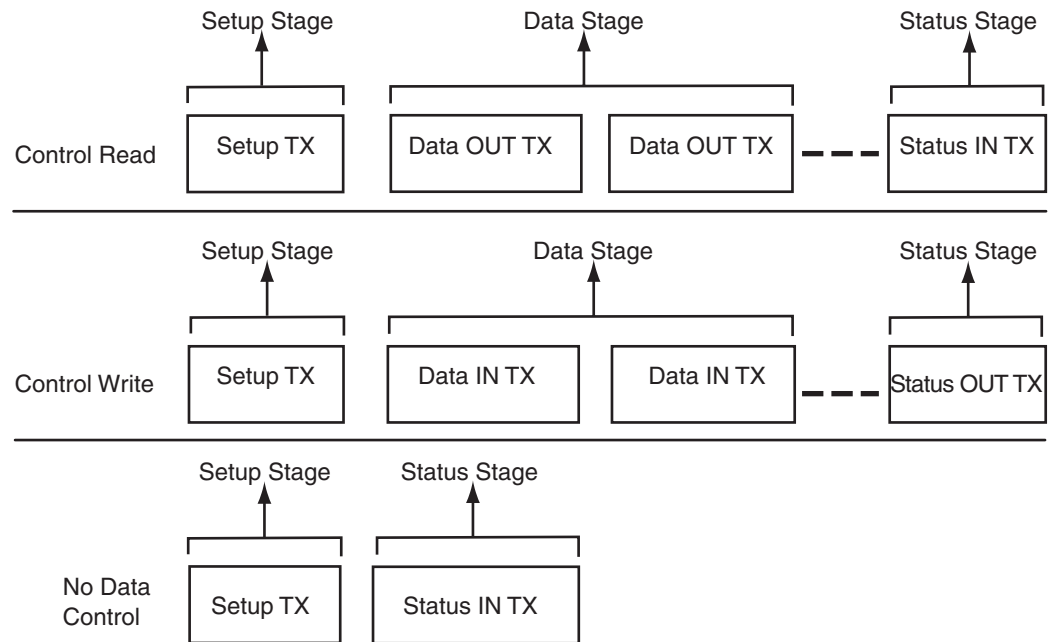 Setup Stage Data Stage Status Stage
Control Read Setup TX Data OUT TX Data OUT TX Status IN TX
Setup Stage Data Stage Status Stage
Control Write Setup TX Data IN TX Data IN TX Status OUT TX
Setup Stage Status Stage
No Data
Control Setup TX Status IN TX